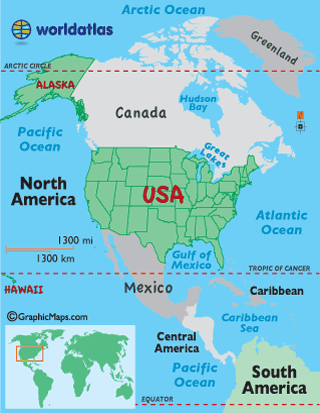 Arctic Ocean
worldatlas
Greenland
ARCTIC CIRCLE
ALASKA
Canada
Hudson
Bay
Pacific
Ocean
Great
Lakes
North
America
USA
Atlantic
Ocean
1300 mi
1300 km
Gulf of
Mexico
TROPIC OF CANCER
HAWAII
Mexico
Caribbean
©GraphicMaps.com
Caribbean
Sea
Central
America
Pacific
Ocean
South
America
EQUATOR